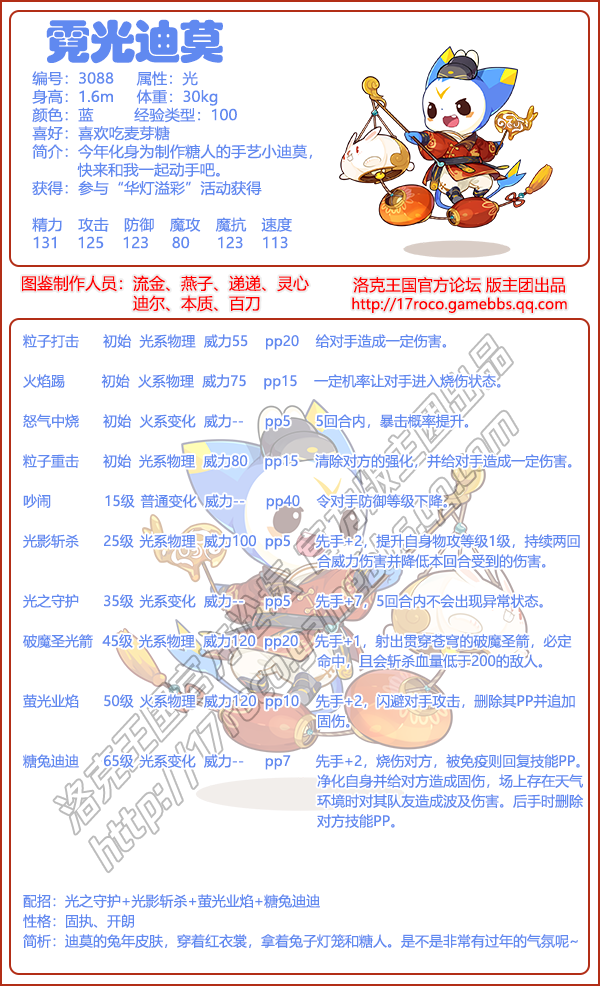 霓光迪莫
编号：3088 属性：光
身高：1.6m 体重：30kg
颜色：蓝 经验类型：100
喜好：喜欢吃麦芽糖
简介：今年化身为制作糖人的手艺小迪莫，
快来和我一起动手吧。
获得：参与“华灯溢彩”活动获得
精力 攻击 防御 魔攻 魔抗 速度
131 125 123 80 123 113
图鉴制作人员：流金、燕子、递递、灵心
迪尔、本质、百刀
洛克王国官方论坛 版主团出品
http://17roco.gamebbs.qq.com
粒子打击 初始 光系物理 威力55 pp20 给对手造成一定伤害。
火焰踢 初始 火系物理 威力75 pp15 一定机率让对手进入烧伤状态。
怒气中烧 初始 火系变化 威力-- pp5 5回合内，暴击概率提升。
粒子重击 初始 光系物理 威力80 pp15 清除对方的强化，并给对手造成一定伤害。
吵闹 15级 普通变化 威力-- pp40 令对手防御等级下降。
光影斩杀 25级 光系物理 威力100 pp5 先手+2，提升自身物攻等级1级，持续两回
合威力伤害并降低本回合受到的伤害。
光之守护 35级 光系变化 威力-- pp5 先手+7，5回合内不会出现异常状态。
破魔圣光箭 45级 光系物理 威力120 pp20 先手+1，射出贯穿苍穹的破魔圣箭，必定
命中，且会斩杀血量低于200的敌人。
萤光业焰 50级 火系物理 威力120 pp10 先手+2，闪避对手攻击，删除其PP并追加
固伤。
糖兔迪迪 65级 光系变化 威力-- pp7 先手+2，烧伤对方，被免疫则回复技能PP。
净化自身并给对方造成固伤，场上存在天气
环境时对其队友造成波及伤害。后手时删除
对方技能PP。
洛克王国官方论坛 版主团出品
http://17roco.gamebbs.qq.com
配招：光之守护+光影斩杀+萤光业焰+糖兔迪迪
性格：固执、开朗
简析：迪莫的兔年皮肤，穿着红衣裳，拿着兔子灯笼和糖人。是不是非常有过年的气氛呢~